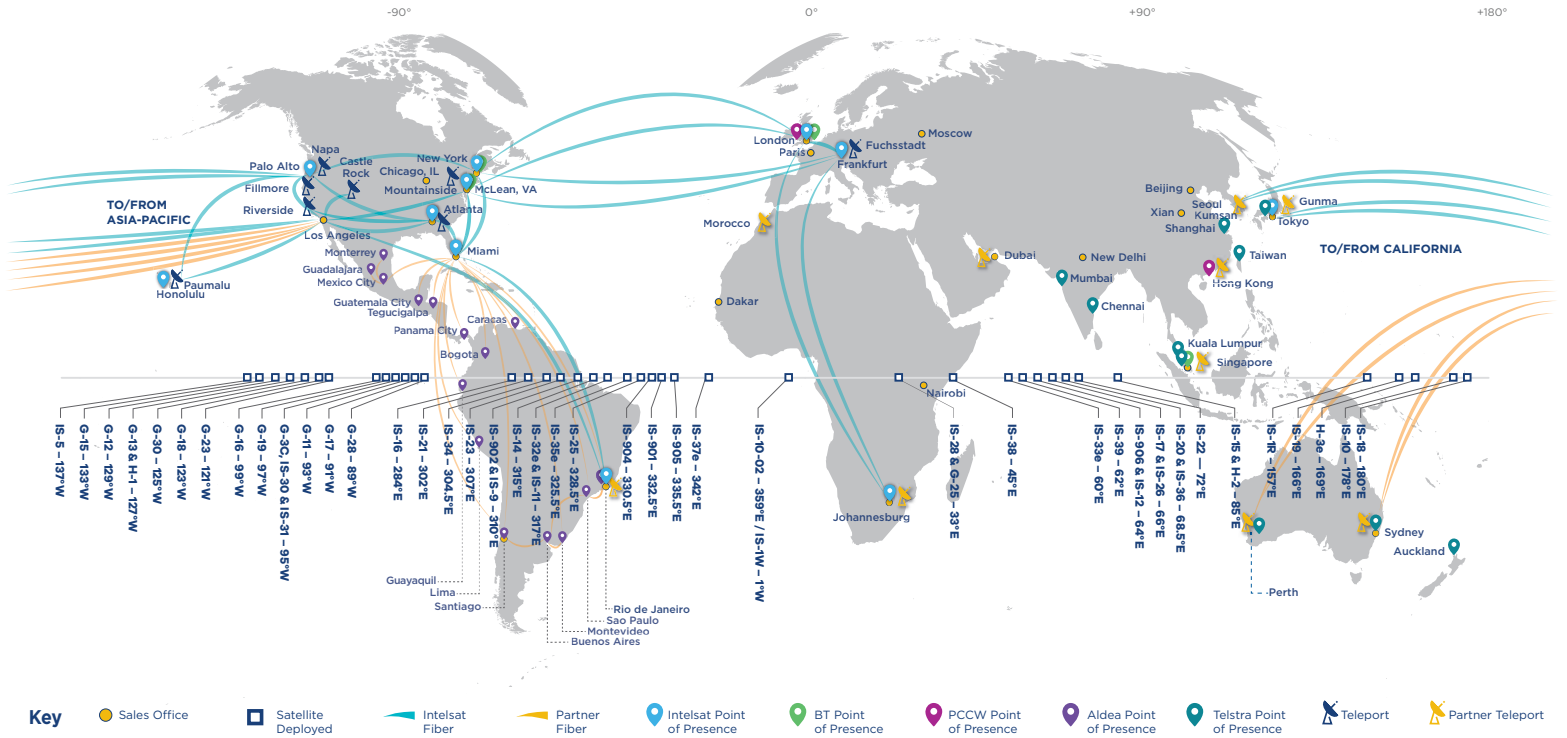 -90°
0°
+90°
+180°
London
Moscow
Paris
Fuchsstadt
Frankfurt
Napa
Palo Alto
Castle
Rock
New York
Chicago, IL
Fillmore
Mountainside
McLean, VA
Riverside
Atlanta
TO/FROM
ASIA-PACIFIC
Los Angeles
Miami
Monterrey
Guadalajara
Mexico City
Paumalu
Honolulu
Guatemala City
Tegucigalpa
Caracas
Panama City
Bogota
Morocco
Dakar
Dubai
New Delhi
Mumbai
Chennai
Beijing
Xian
Seoul
Kumsan
Shanghai
Gunma
Tokyo
Taiwan
Hong Kong
TO/FROM CALIFORNIA
Kuala Lumpur
Singapore
Nairobi
IS-5 – 137°W
G-15 – 133°W
G-12 – 129°W
G-13 & H-1 – 127°W
G-30 – 125°W
G-18 – 123°W
G-23 – 121°W
G-16 – 99°W
G-19 – 97°W
G-3C, IS-30 & IS-31 – 95°W
G-11 – 93°W
G-17 – 91°W
G-28 – 89°W
IS-16 – 284°E
IS-21 – 302°E
IS-34 – 304.5°E
IS-23 – 307°E
IS-902 & IS-9 – 310°E
IS-14 – 315°E
IS-32e & IS-11 – 317°E
IS-35e – 325.5°E
IS-25 – 328.5°E
IS-904 – 330.5°E
IS-901 – 332.5°E
IS-905 – 335.5°E
IS-37e – 342°E
IS-10-02 – 359°E / IS-1W – 1°W
IS-28 & G-25 – 33°E
IS-38 – 45°E
IS-33e – 60°E
IS-39 – 62°E
IS-906 & IS-12 – 64°E
IS-17 & IS-26 – 66°E
IS-20 & IS-36 – 68.5°E
IS-22 — 72°E
IS-15 & H-2 – 85°E
IS-1R – 157°E
IS-19 – 166°E
H-3e – 169°E
IS-10 – 178°E
IS-18 – 180°E
Johannesburg
Sydney
Auckland
Perth
Guayaquil
Lima
Santiago
Rio de Janeiro
Sao Paulo
Montevideo
Buenos Aires
Key
Sales Office
Satellite
Deployed
Intelsat
Fiber
Partner
Fiber
Intelsat Point
of Presence
BT Point
of Presence
PCCW Point
of Presence
Aldea Point
of Presence
Telstra Point
of Presence
Teleport
Partner Teleport